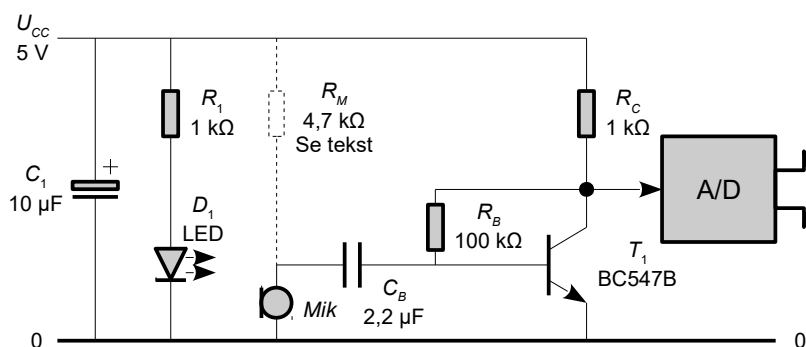 U_CC
5 V
R_1
1 kΩ
R_M
4,7 kΩ
Se tekst
R_C
1 kΩ
C_1
10 µF
+
D_1
LED
R_B
100 kΩ
A/D
T_1
BC547B
Mik
C_B
2,2 µF
0
0